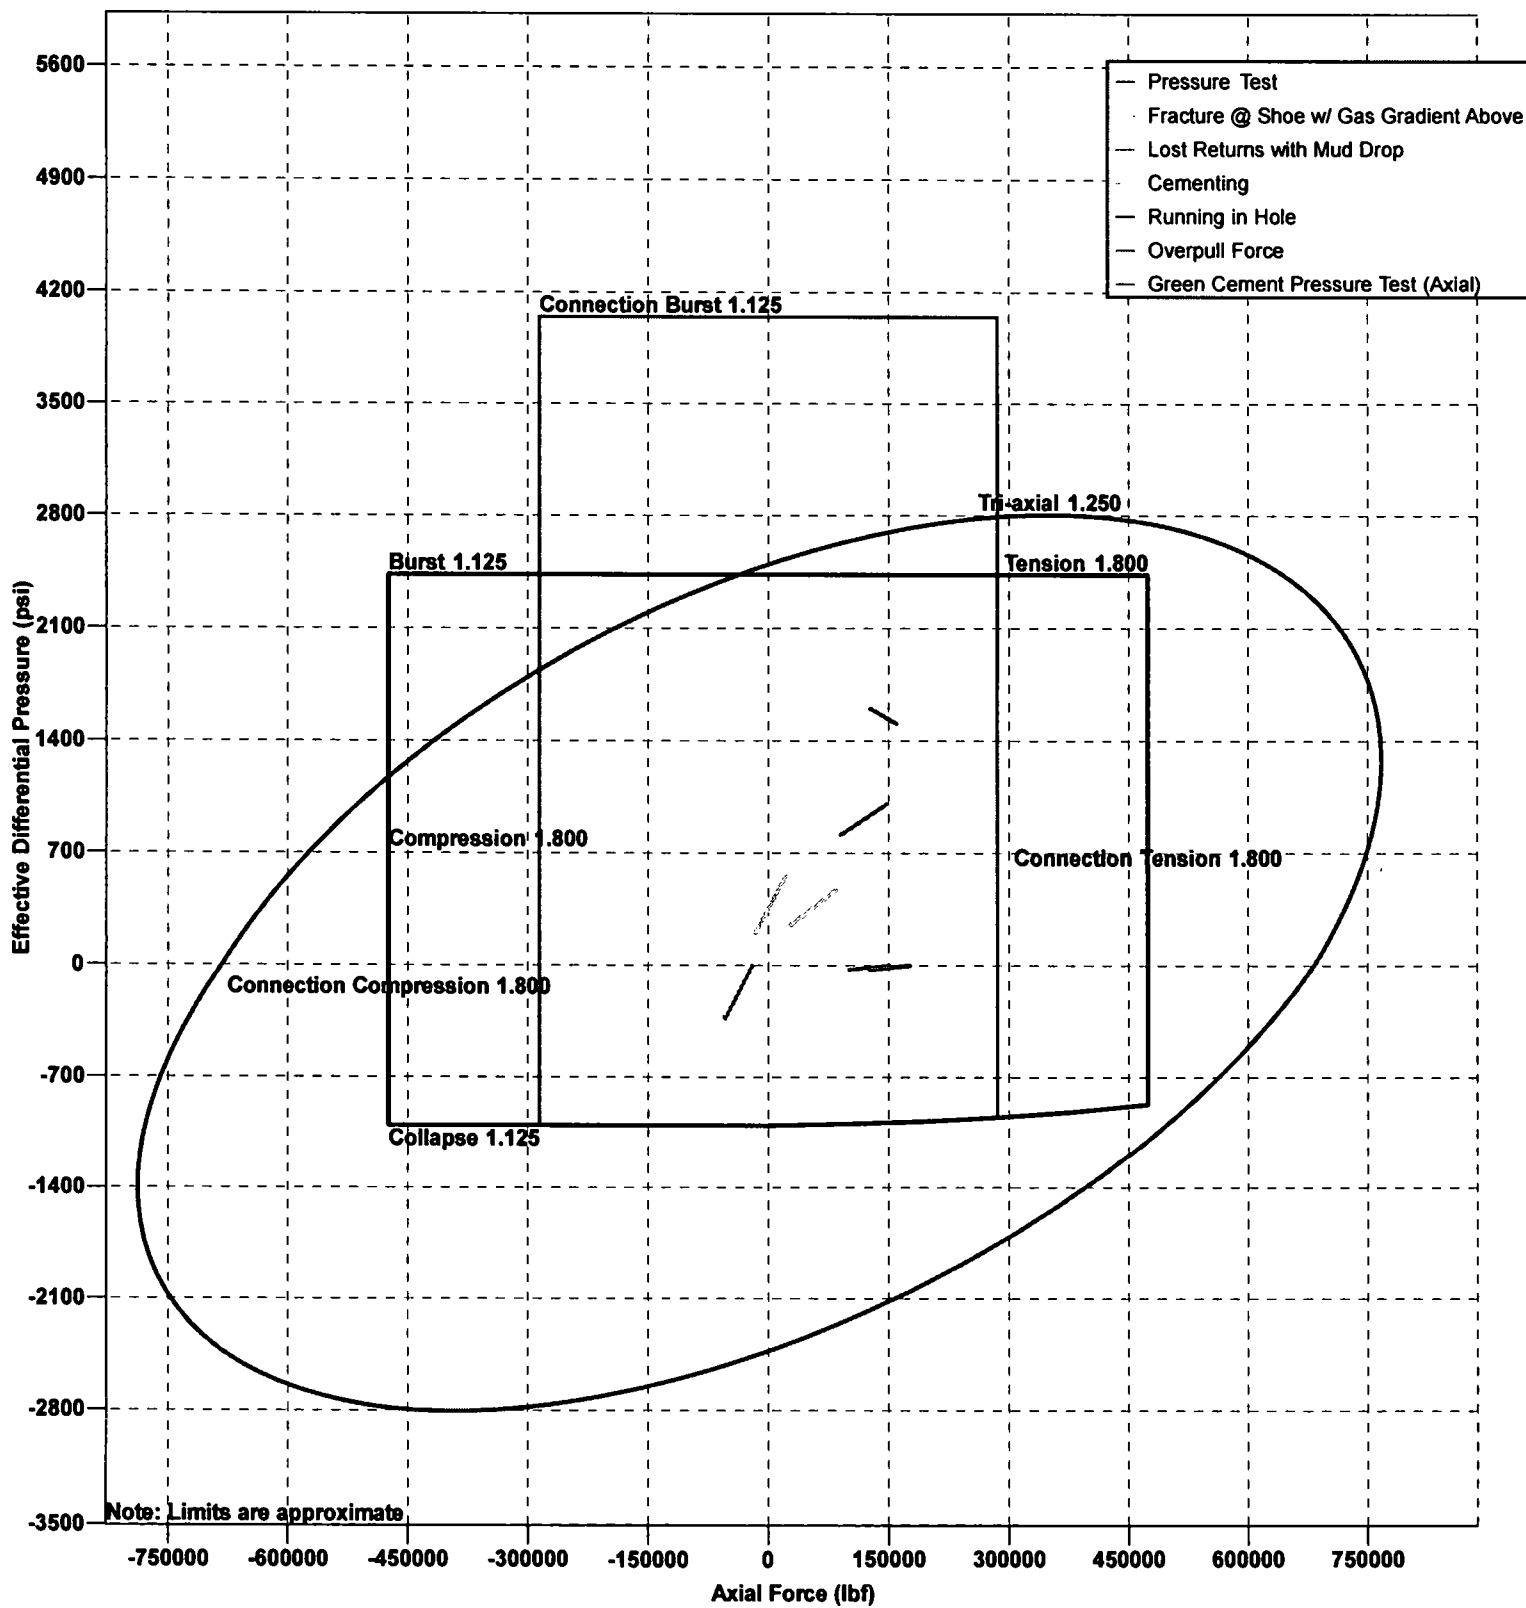 5600
4900
4200
3500
2800
2100
1400
700
0
-700
-1400
-2100
-2800
-3500
Effective Differential Pressure (psi)
Pressure Test
Fracture @ Shoe w/ Gas Gradient Above
Lost Returns with Mud Drop
Cementing
Running in Hole
Overpull Force
Green Cement Pressure Test (Axial)
Connection Burst 1.125
Tri-axial 1.250
Burst 1.125
Tension 1.800
Compression 1.800
Connection Tension 1.800
Connection Compression 1.800
Collapse 1.125
Note: Limits are approximate
-750000 -600000 -450000 -300000 -150000 0 150000 300000 450000 600000 750000
Axial Force (lbf)